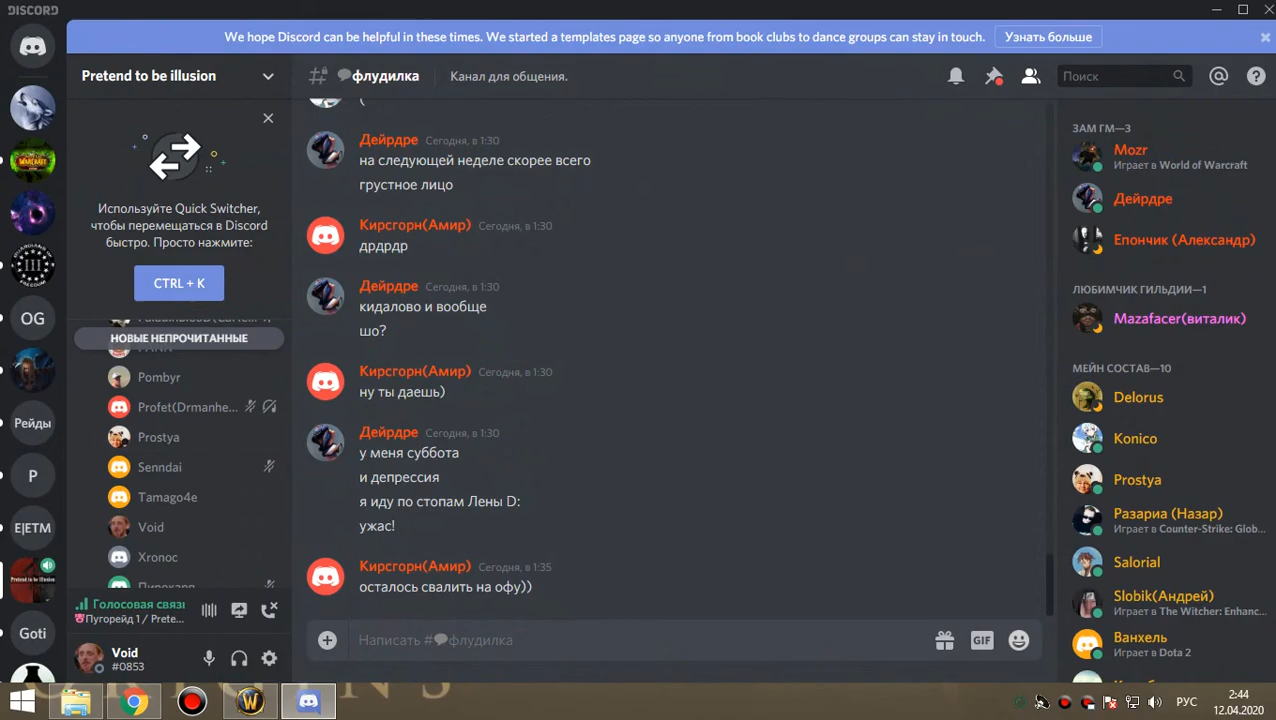 DISCORD
We hope Discord can be helpful in these times. We started a templates page so anyone from book clubs to dance groups can stay in touch.
Узнать больше
Pretend to be illusion
флудилка
Канал для общения.
Поиск
Используйте Quick Switcher,
чтобы перемещаться в Discord
быстро. Просто нажмите:
CTRL + K
НОВЫЕ НЕПРОЧИТАННЫЕ
Pombyr
Profet(Drmanhe...
Prostya
Senndai
Tamago4e
Void
Xronoc
OG
Рейды
P
E|ETM
Goti
Голосовая связь
Пугорейд 1 / Prete...
Void
#0853
(
Дейрдре Сегодня, в 1:30
на следующей неделе скорее всего
грустное лицо
Кирсгорн(Амир) Сегодня, в 1:30
дрдрдр
Дейрдре Сегодня, в 1:30
кидалово и вообще
шо?
Кирсгорн(Амир) Сегодня, в 1:30
ну ты даешь)
Дейрдре Сегодня, в 1:30
у меня суббота
и депрессия
я иду по стопам Лены D:
ужас!
Кирсгорн(Амир) Сегодня, в 1:35
осталось свалить на офу))
Написать #флудилка
GIF
ЗАМ ГМ—3
Mozr
Играет в World of Warcraft
Дейрдре
Епончик (Александр)
ЛЮБИМЧИК ГИЛЬДИИ—1
Mazafacer(виталик)
МЕЙН СОСТАВ—10
Delorus
Konico
Prostya
Разариа (Назар)
Играет в Counter-Strike: Glob...
Salorial
Slobik(Андрей)
Играет в The Witcher: Enhanc...
Ванхель
Играет в Dota 2
РУС
2:44
12.04.2020